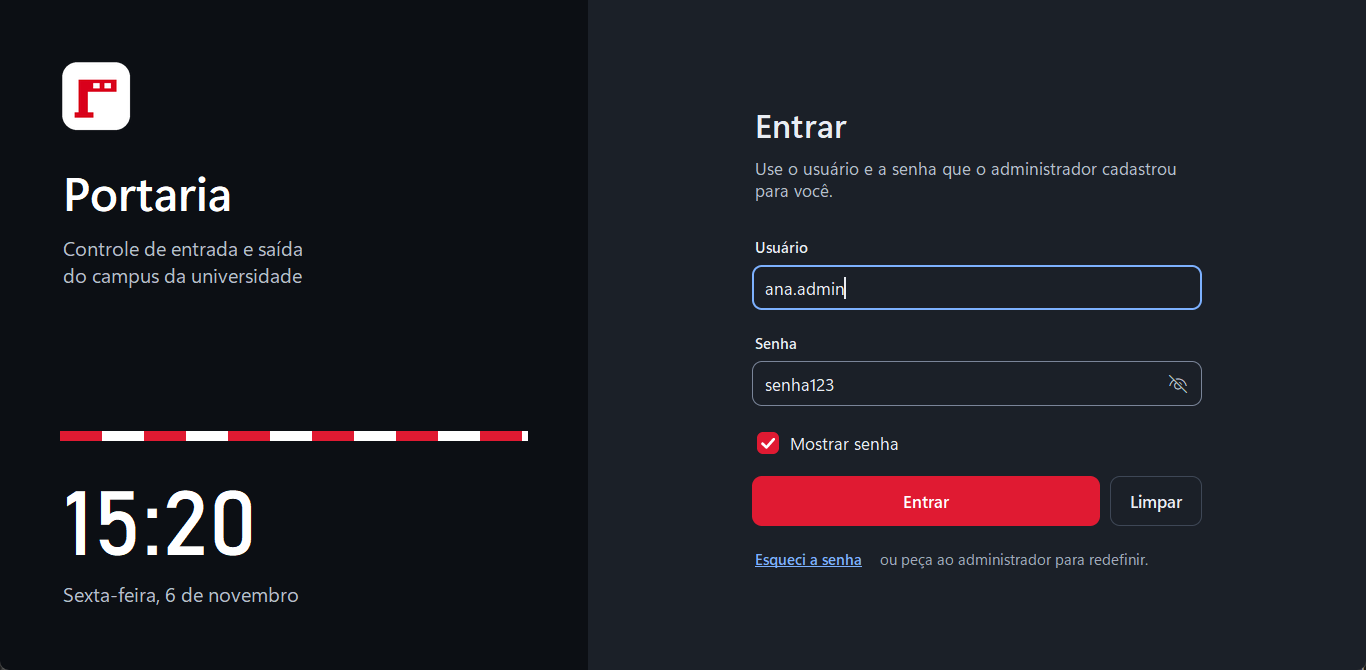 Portaria
Controle de entrada e saída
do campus da universidade
15:20
Sexta-feira, 6 de novembro
Entrar
Use o usuário e a senha que o administrador cadastrou
para você.
Usuário
ana.admin
Senha
senha123
Mostrar senha
Entrar
Limpar
Esqueci a senha ou peça ao administrador para redefinir.